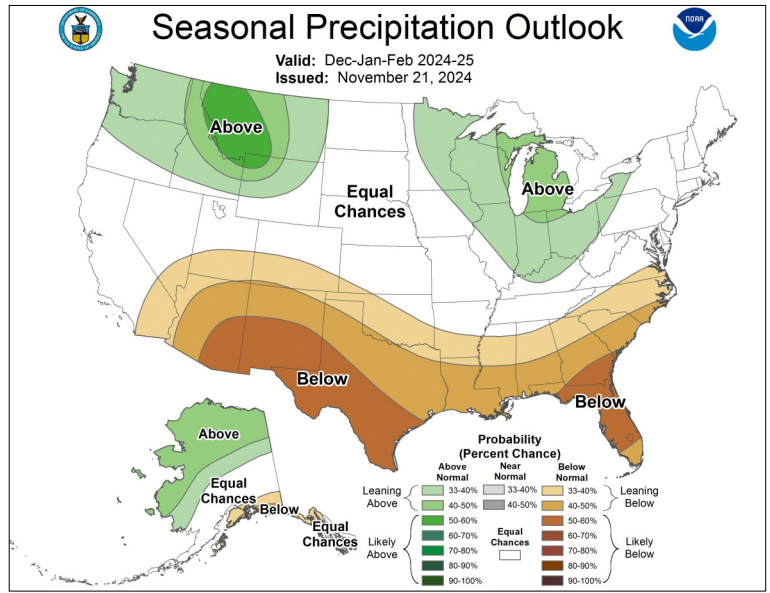 Seasonal Precipitation Outlook
NOAA
Valid: Dec-Jan-Feb 2024-25
Issued: November 21, 2024
Above
Equal
Chances
Above
Below
Below
Above
Equal
Chances
Below
Equal
Chances
Probability
(Percent Chance)
Above
Normal
Near
Normal
Below
Normal
Leaning
Above
33-40%
40-50%
33-40%
40-50%
33-40%
40-50%
Leaning
Below
Likely
Above
50-60%
60-70%
70-80%
80-90%
90-100%
Equal
Chances
50-60%
60-70%
70-80%
80-90%
90-100%
Likely
Below